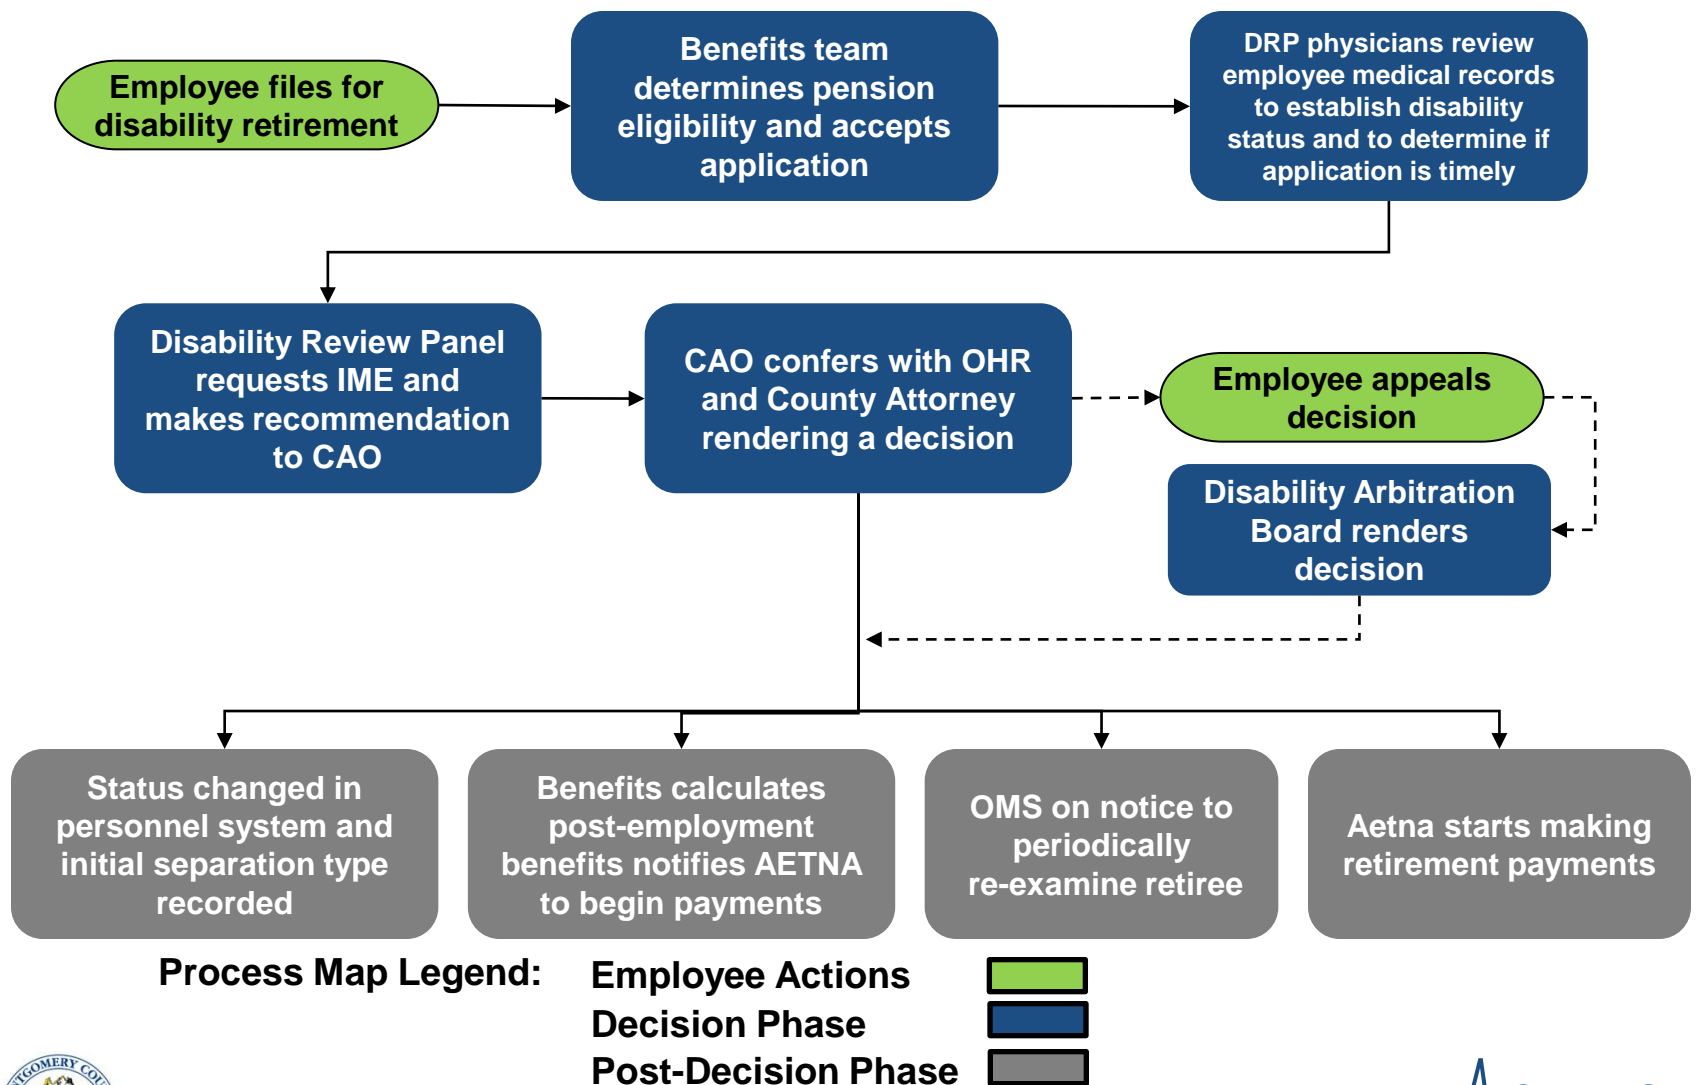 Employee files for
disability retirement
Benefits team
determines pension
eligibility and accepts
application
DRP physicians review
employee medical records
to establish disability
status and to determine if
application is timely
Disability Review Panel
requests IME and
makes recommendation
to CAO
CAO confers with OHR
and County Attorney
rendering a decision
Employee appeals
decision
Disability Arbitration
Board renders
decision
Status changed in
personnel system and
initial separation type
recorded
Benefits calculates
post-employment
benefits notifies AETNA
to begin payments
OMS on notice to
periodically
re-examine retiree
Aetna starts making
retirement payments
Process Map Legend:
Employee Actions
Decision Phase
Post-Decision Phase